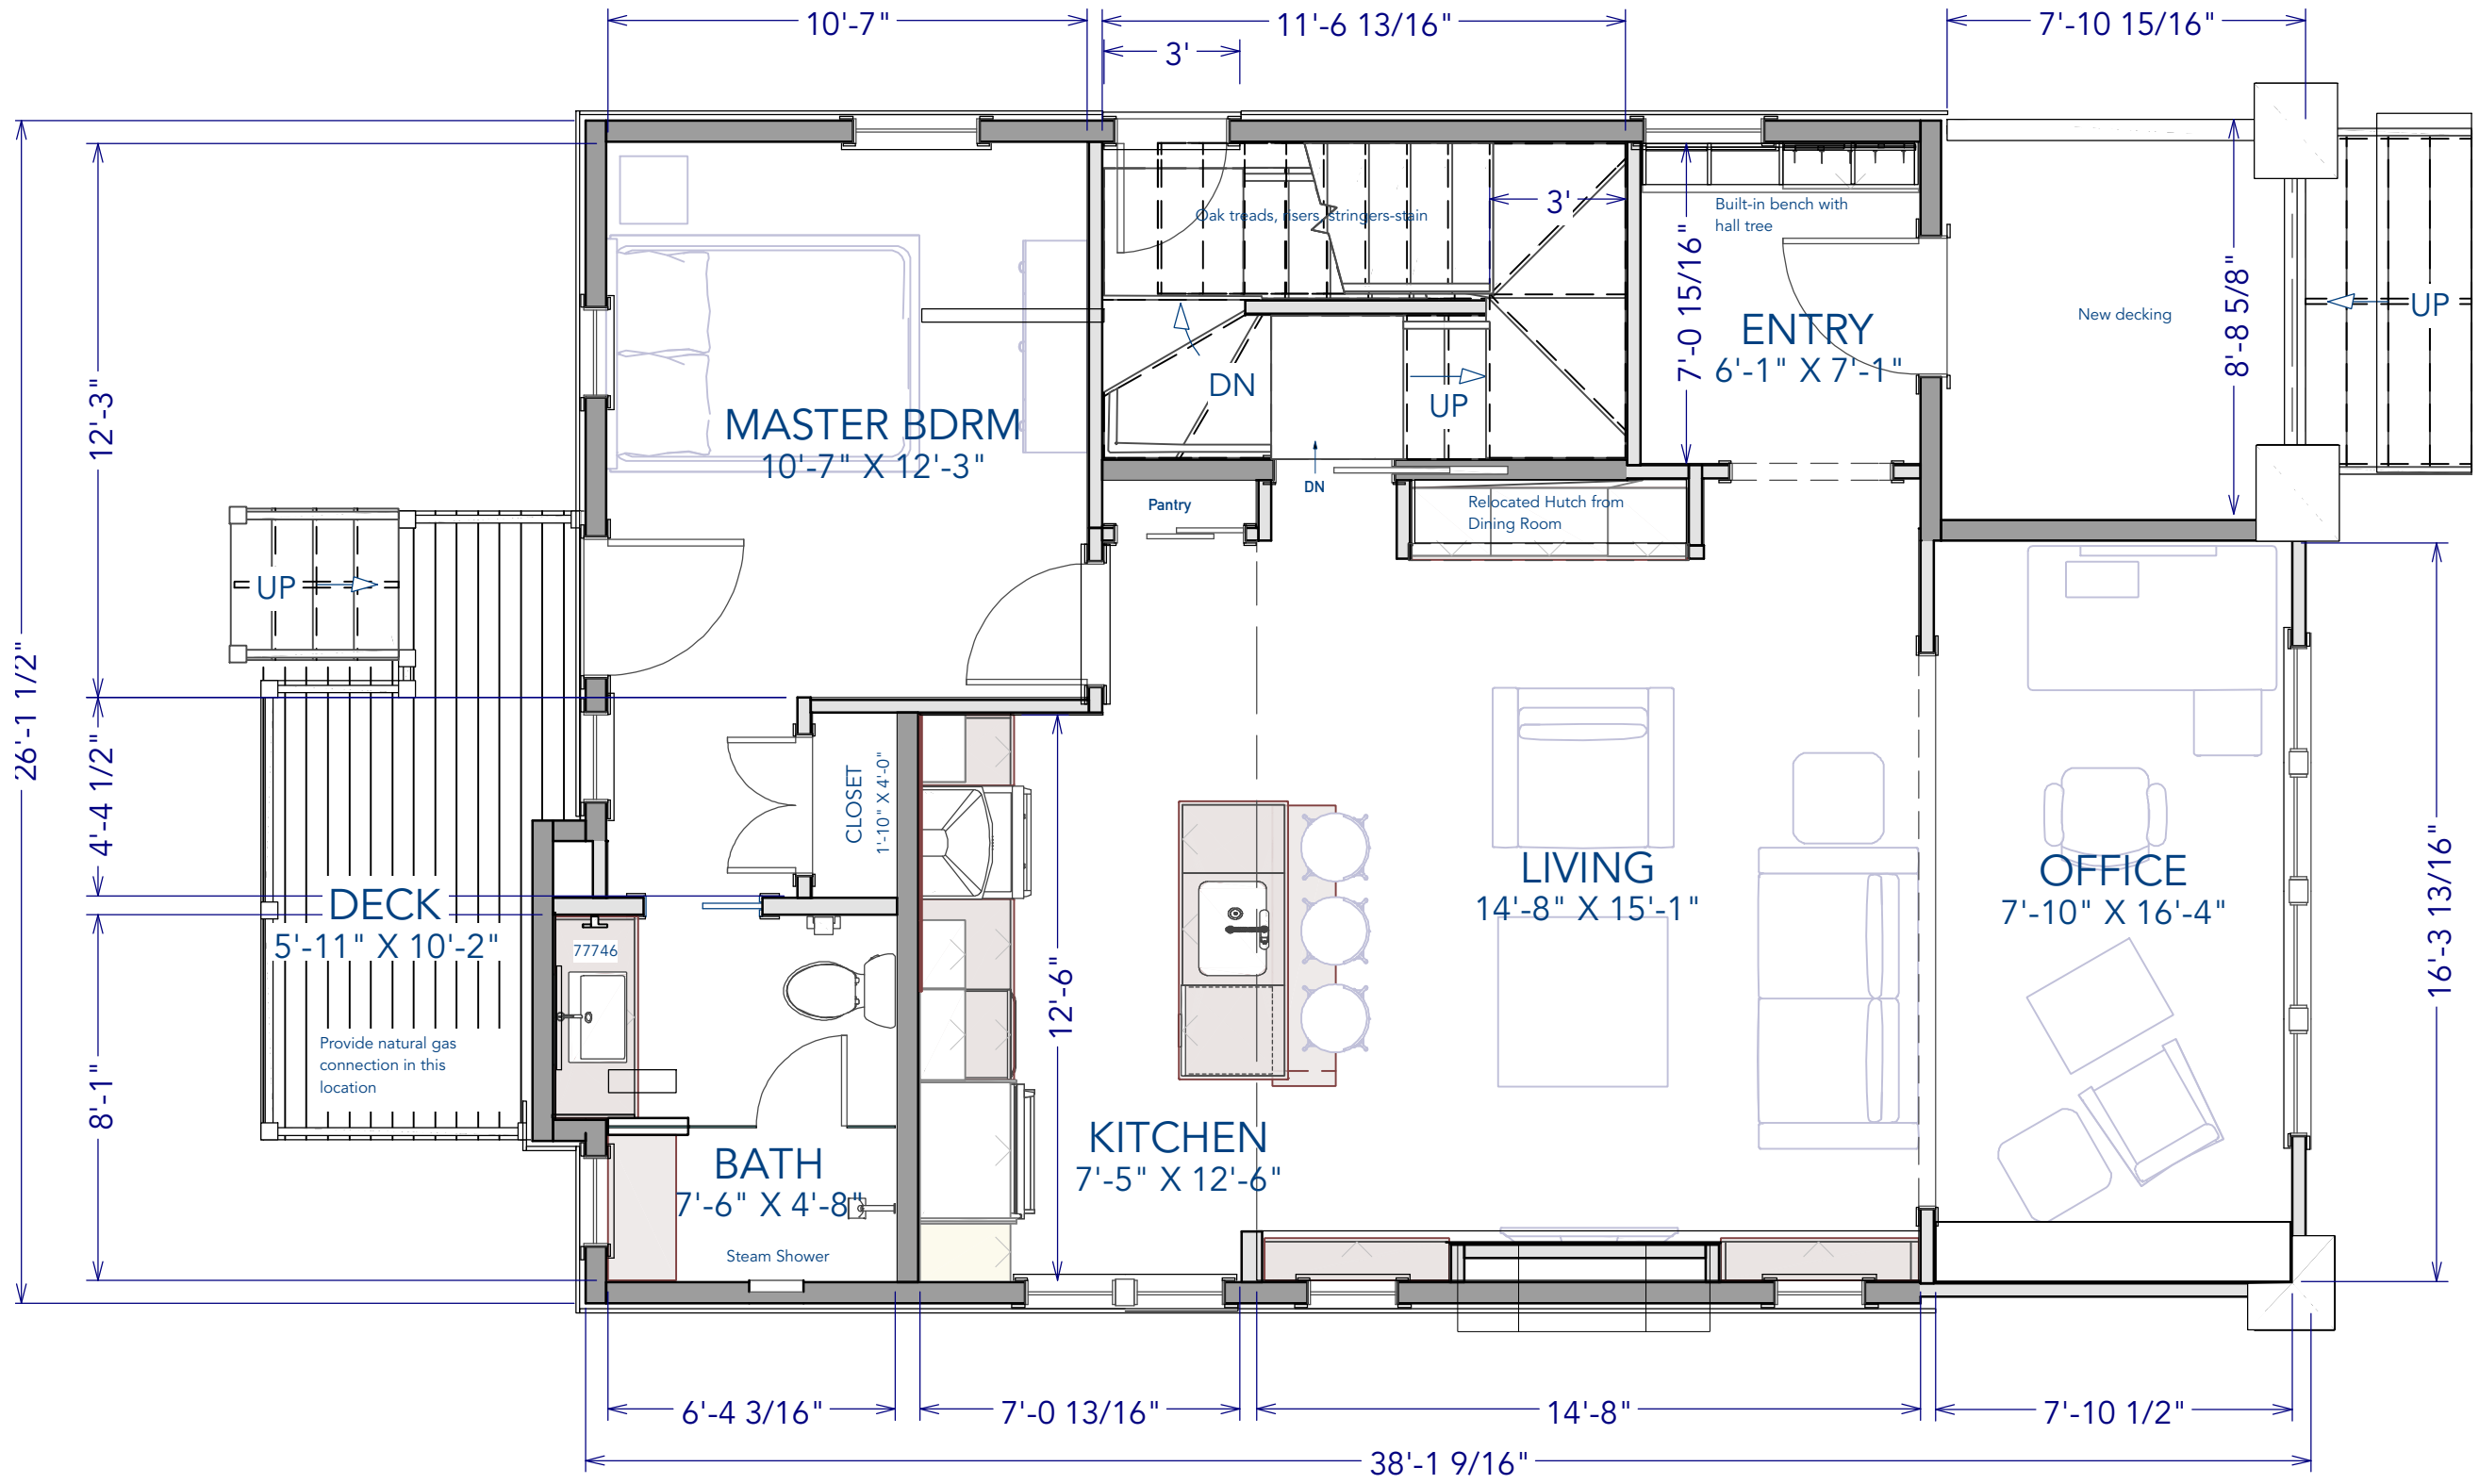 10'-7"
11'-6 13/16"
7'-10 15/16"
3'
3'
Oak treads, risers, stringers-stain
Built-in bench with
hall tree
7'-0 15/16"
8'-8 5/8"
UP
New decking
ENTRY
6'-1" X 7'-1"
DN
UP
12'-3"
MASTER BDRM
10'-7" X 12'-3"
DN
Pantry
Relocated Hutch from
Dining Room
UP
26'-1 1/2"
4'-4 1/2"
CLOSET
1'-10" X 4'-0"
DECK
5'-11" X 10'-2"
77746
LIVING
14'-8" X 15'-1"
OFFICE
7'-10" X 16'-4"
16'-3 13/16"
12'-6"
Provide natural gas
connection in this
location
8'-1"
BATH
7'-6" X 4'-8"
Steam Shower
KITCHEN
7'-5" X 12'-6"
6'-4 3/16"
7'-0 13/16"
14'-8"
7'-10 1/2"
38'-1 9/16"